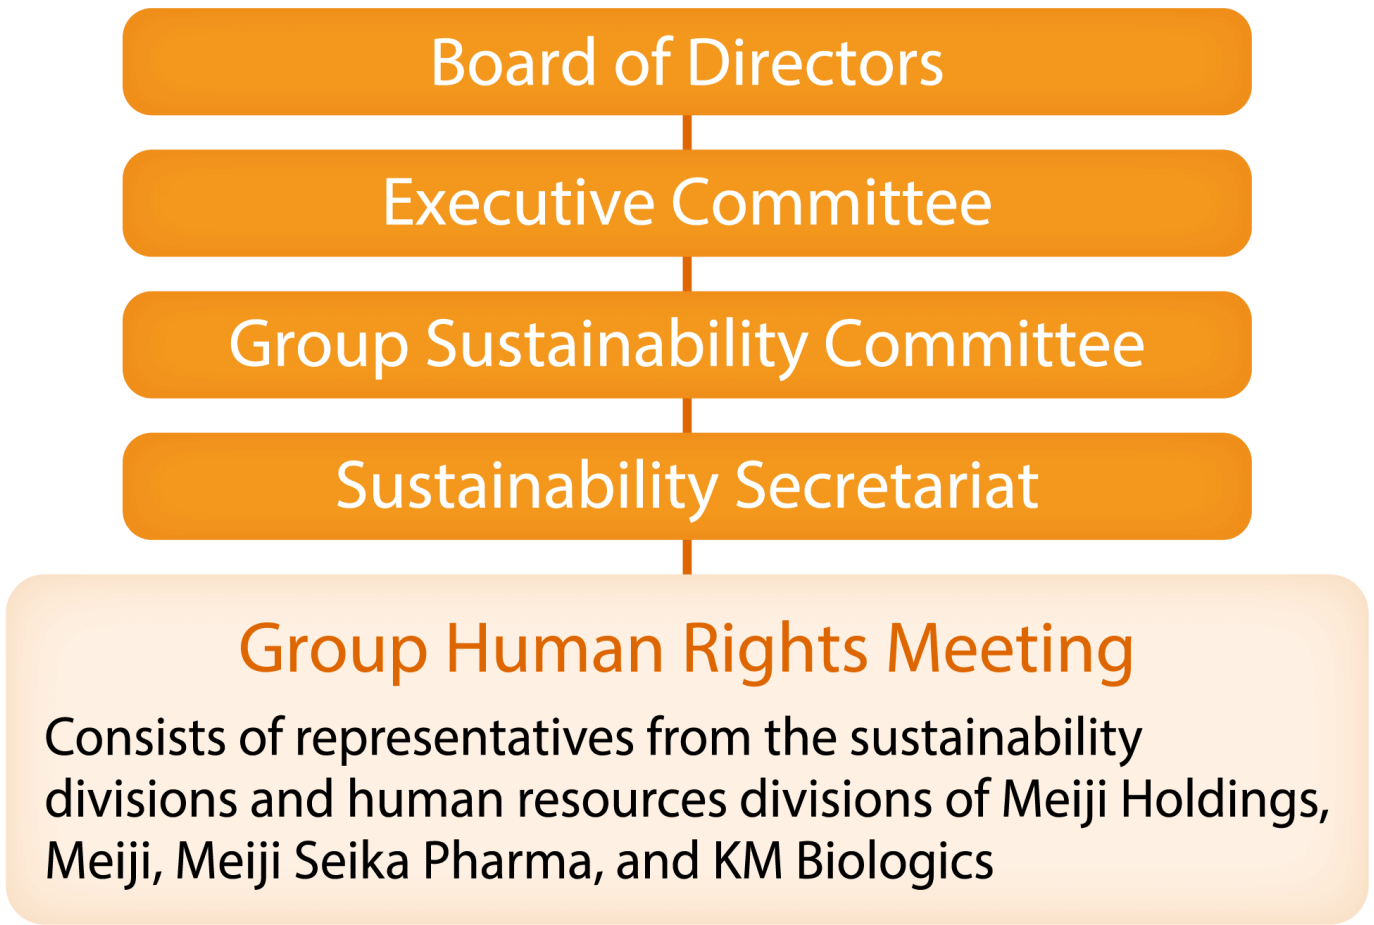 Board of Directors
Executive Committee
Group Sustainability Committee
Sustainability Secretariat
Group Human Rights Meeting
Consists of representatives from the sustainability
divisions and human resources divisions of Meiji Holdings,
Meiji, Meiji Seika Pharma, and KM Biologics